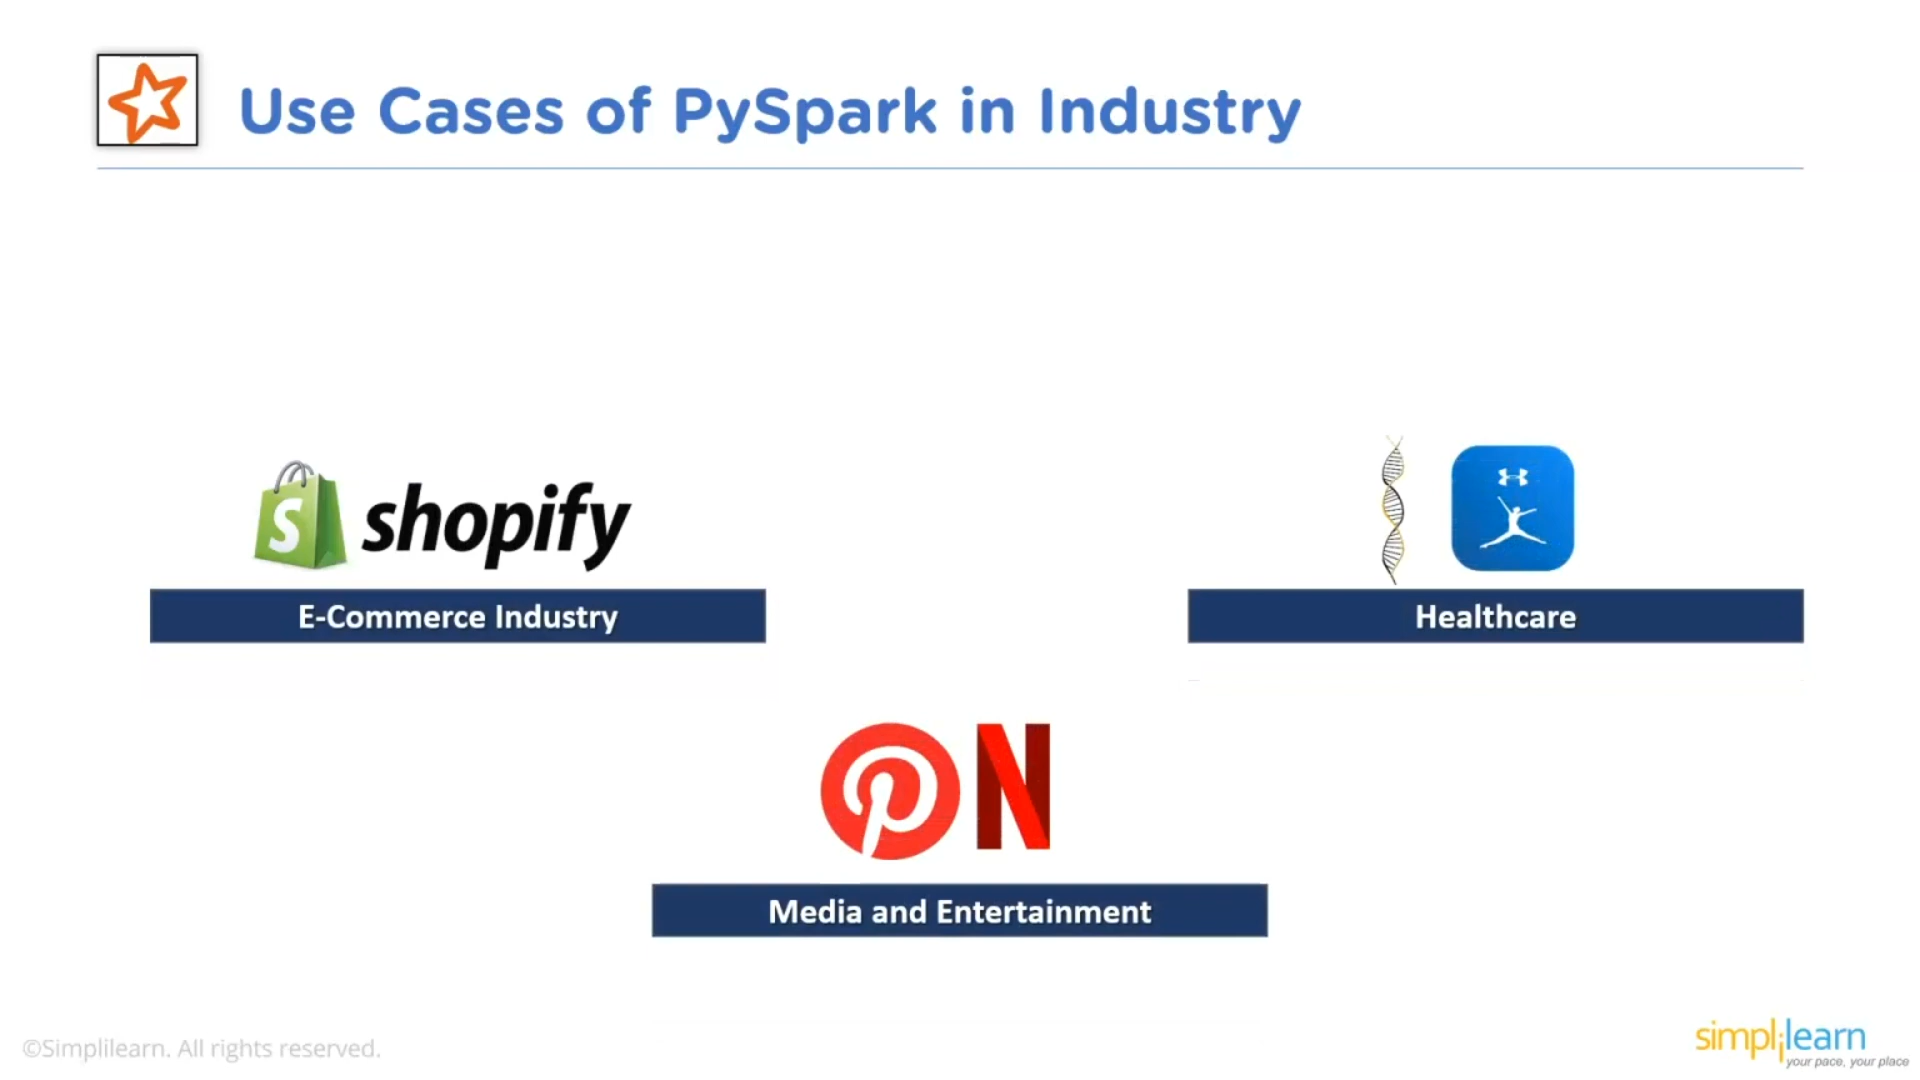 Use Cases of PySpark in Industry
S shopify
E-Commerce Industry
Healthcare
P N
Media and Entertainment
©Simplilearn. All rights reserved.
simplilearn
your pace, your place